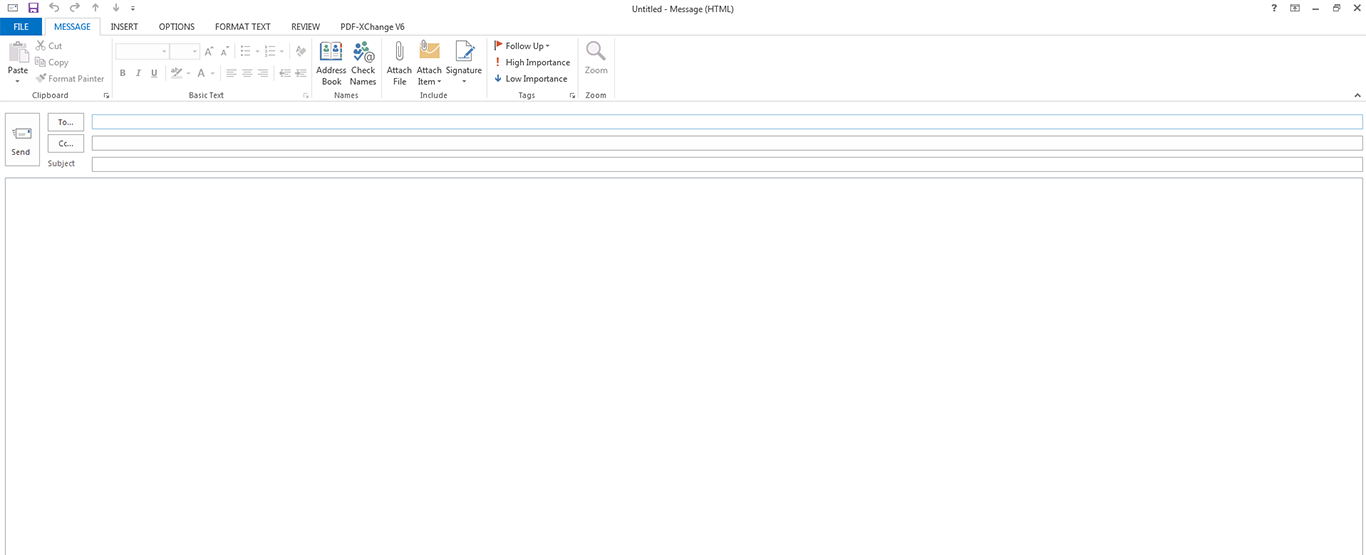 Untitled - Message (HTML) ?
FILE MESSAGE INSERT OPTIONS FORMAT TEXT REVIEW PDF-XChange V6
Paste
Cut
Copy
Format Painter
Clipboard
A A
B I U ab A
Basic Text
Address Book
Check Names
Names
Attach File
Attach Item
Signature
Include
Follow Up
! High Importance
Low Importance
Tags
Zoom
Zoom
Send
To...
Cc...
Subject